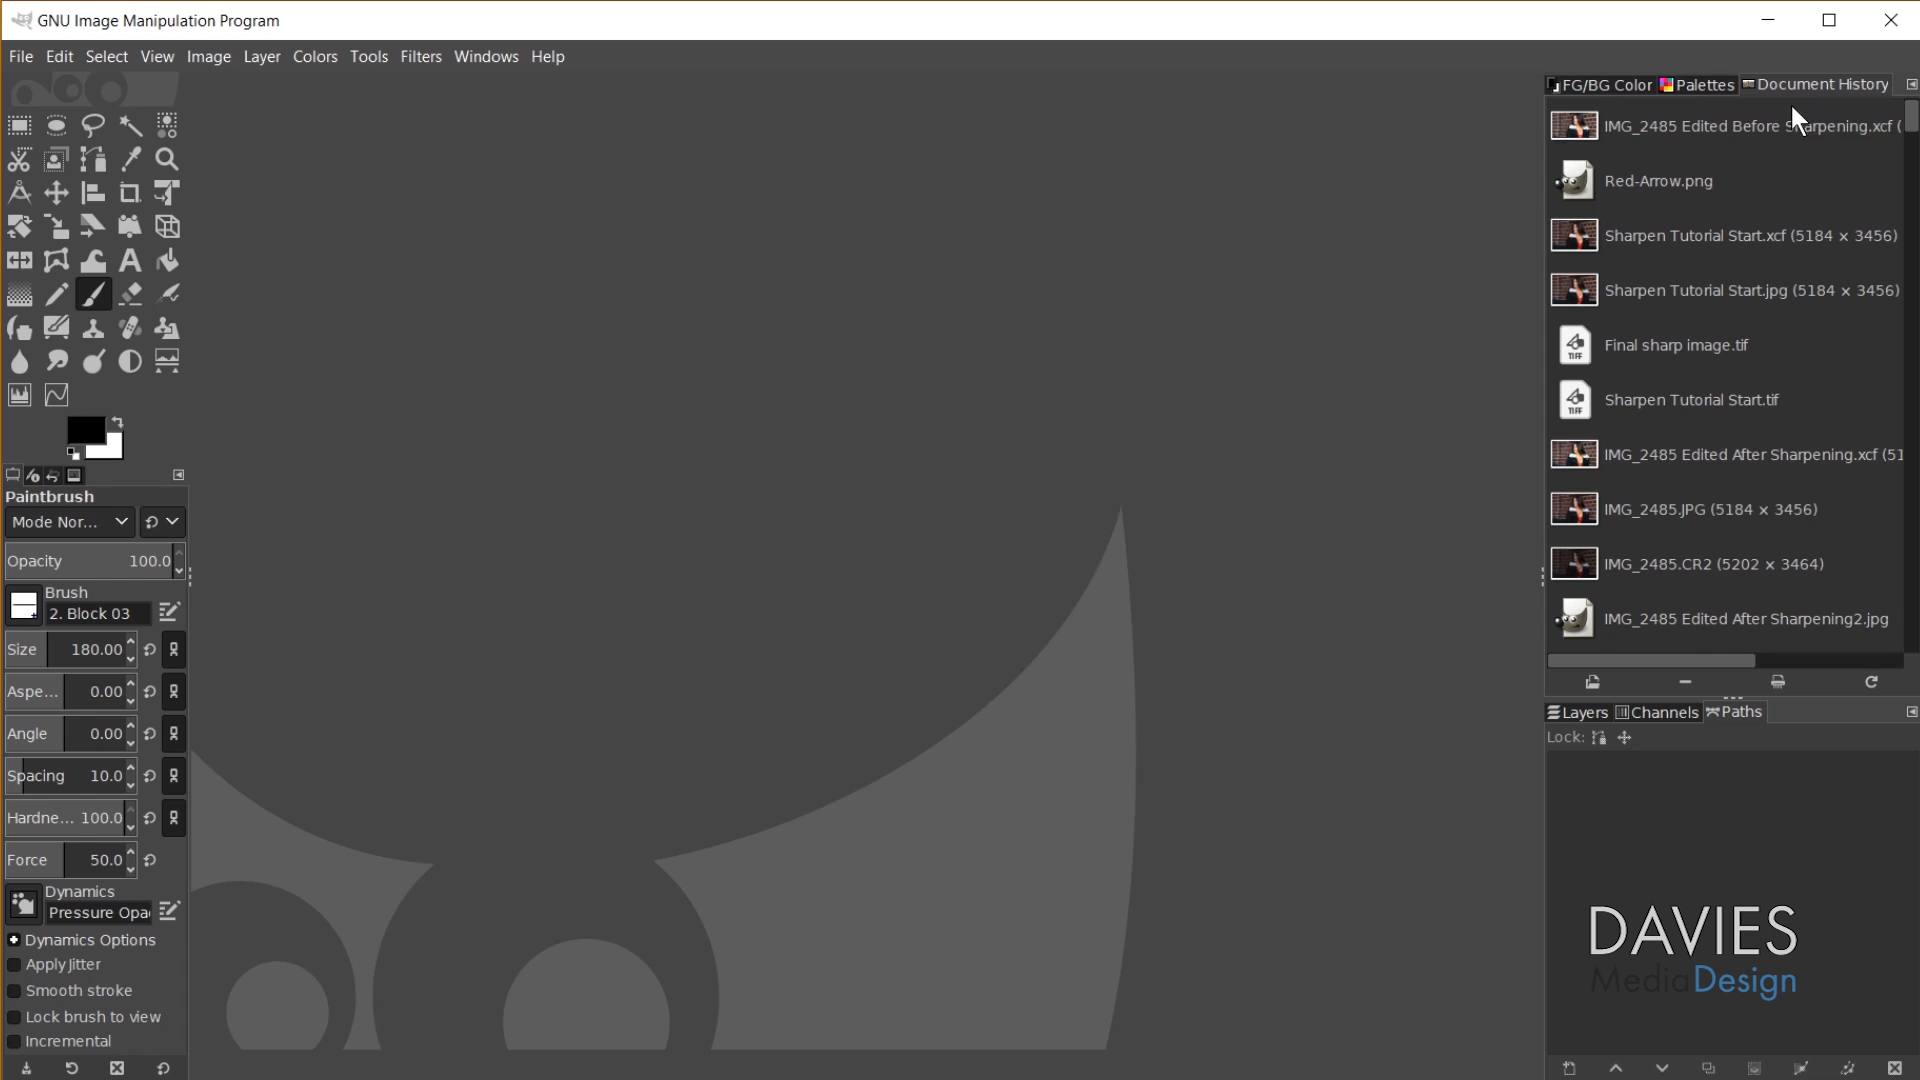 GNU Image Manipulation Program
File Edit Select View Image Layer Colors Tools Filters Windows Help
FG/BG Color Palettes Document History
IMG_2485 Edited Before Sharpening.xcf (
Red-Arrow.png
Sharpen Tutorial Start.xcf (5184 × 3456)
Sharpen Tutorial Start.jpg (5184 × 3456)
TIFF Final sharp image.tif
TIFF Sharpen Tutorial Start.tif
IMG_2485 Edited After Sharpening.xcf (51
IMG_2485.JPG (5184 × 3456)
IMG_2485.CR2 (5202 × 3464)
IMG_2485 Edited After Sharpening2.jpg
Paintbrush
Mode Nor...
Opacity 100.0
Brush
2. Block 03
Size 180.00
Aspe... 0.00
Angle 0.00
Spacing 10.0
Hardne... 100.0
Force 50.0
Dynamics
Pressure Opa
Dynamics Options
Apply Jitter
Smooth stroke
Lock brush to view
Incremental
Layers Channels Paths
Lock:
DAVIES
MediaDesign